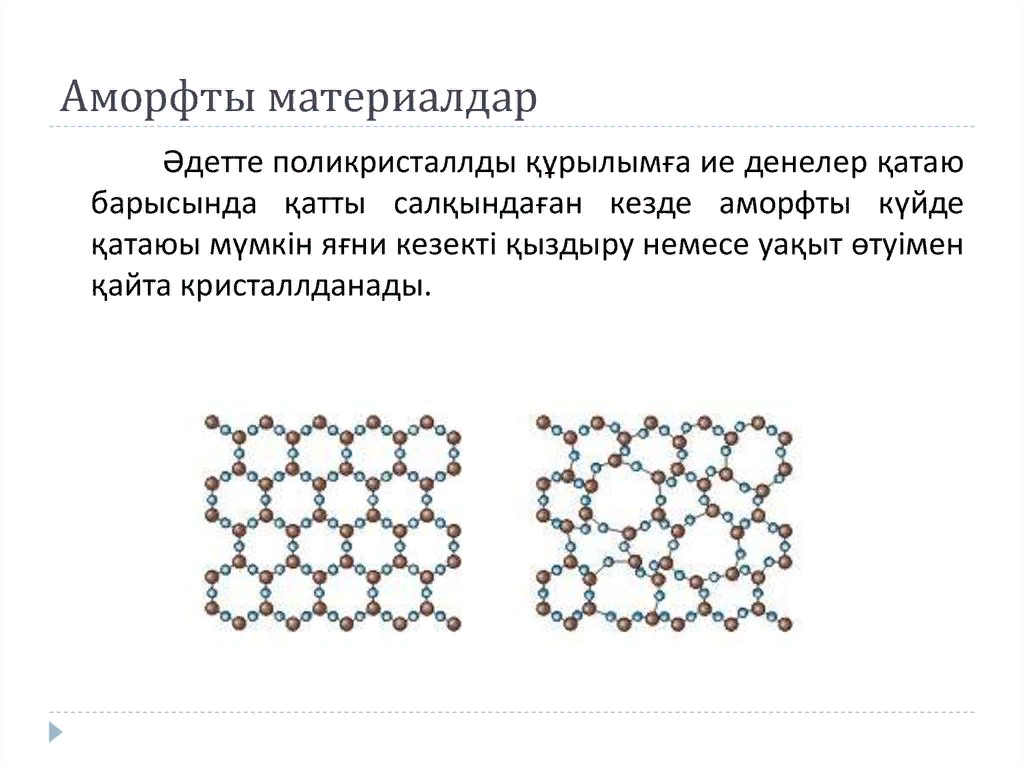 Аморфты материалдар
Әдетте поликристаллды құрылымға ие денелер қатаю
барысында қатты салқындаған кезде аморфты күйде
қатаюы мүмкін яғни кезекті қыздыру немесе уақыт өтуімен
қайта кристаллданады.